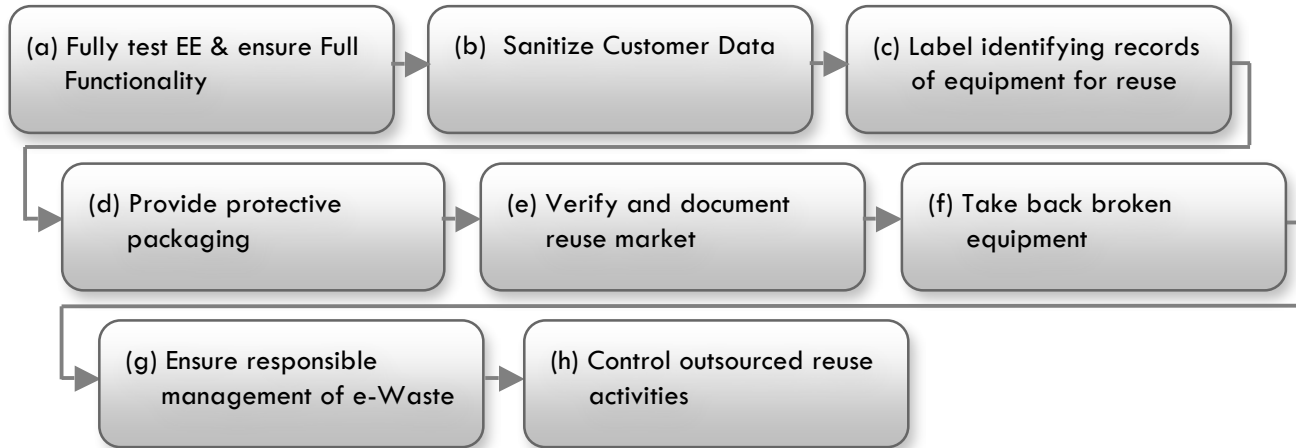 (a) Fully test EE & ensure Full
Functionality
(b) Sanitize Customer Data
(c) Label identifying records
of equipment for reuse
(d) Provide protective
packaging
(e) Verify and document
reuse market
(f) Take back broken
equipment
(g) Ensure responsible
management of e-Waste
(h) Control outsourced reuse
activities